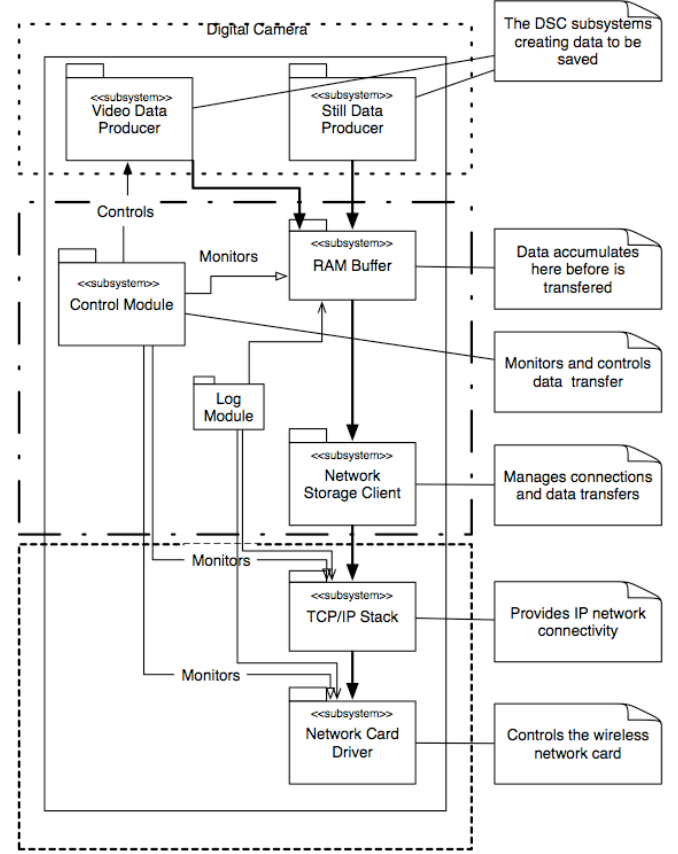 Digital Camera
The DSC subsystems
creating data to be
saved
<<subsystem>>
Video Data
Producer
<<subsystem>>
Still Data
Producer
Controls
<<subsystem>>
Control Module
Monitors
<<subsystem>>
RAM Buffer
Data accumulates
here before is
transfered
Monitors and controls
data transfer
Log
Module
<<subsystem>>
Network
Storage Client
Manages connections
and data transfers
Monitors
<<subsystem>>
TCP/IP Stack
Provides IP network
connectivity
Monitors
<<subsystem>>
Network Card
Driver
Controls the wireless
network card